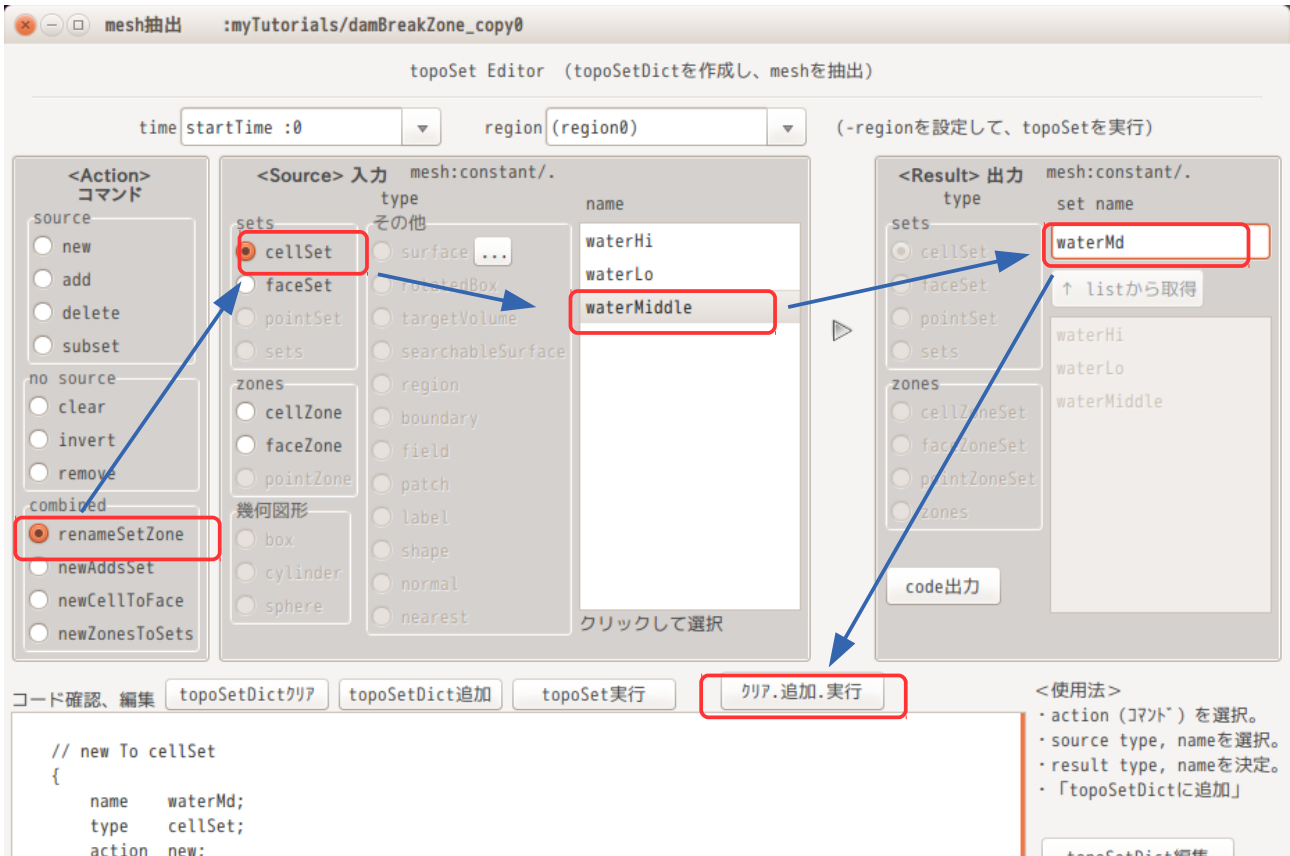 mesh抽出 :myTutorials/damBreakZone_copy0
topoSet Editor （topoSetDictを作成し、meshを抽出）
time startTime :0 region (region0) (-regionを設定して、topoSetを実行)
<Action>
コマンド
source
new
add
delete
subset
no source
clear
invert
remove
combined
renameSetZone
newAddsSet
newCellToFace
newZonesToSets
<Source> 入力 mesh:constant/.
type
sets
cellSet
faceSet
pointSet
sets
zones
cellZone
faceZone
pointZone
幾何図形
box
cylinder
sphere
その他
surface ...
rotatedBox
targetVolume
searchableSurface
region
boundary
field
patch
label
shape
normal
nearest
name
waterHi
waterLo
waterMiddle
クリックして選択
<Result> 出力 mesh:constant/.
type
sets
cellSet
faceSet
pointSet
sets
zones
cellZoneSet
faceZoneSet
pointZoneSet
zones
code出力
set name
waterMd
↑ listから取得
waterHi
waterLo
waterMiddle
コード確認、編集 topoSetDictｸﾘｱ topoSetDict追加 topoSet実行 ｸﾘｱ.追加.実行
// new To cellSet
{
name waterMd;
type cellSet;
action new;
<使用法>
・action (ｺﾏﾝﾄﾞ) を選択。
・source type, nameを選択。
・result type, nameを決定。
・「topoSetDictに追加」
topoSetDict編集